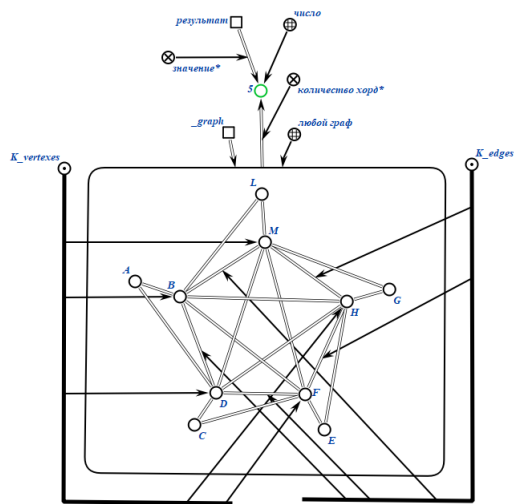 результат
число
значение*
5
количество хорд*
_graph
любой граф
K_vertexes
K_edges
L
M
A
B
H
G
D
F
C
E